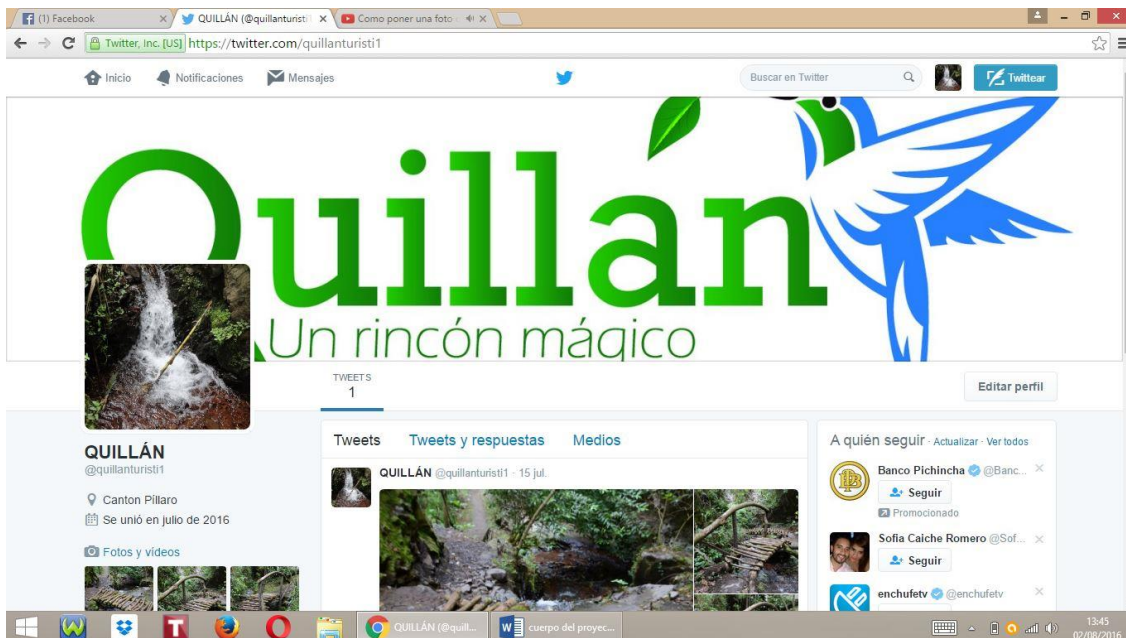 (1) Facebook
QUILLÁN (@quillanturisti
Como poner una foto
Twitter, Inc. [US] https://twitter.com/quillanturisti1
Inicio Notificaciones Mensajes Buscar en Twitter Twittear
Quillán
Un rincón mágico
TWEETS
1
Editar perfil
QUILLÁN
@quillanturisti1
Canton Píllaro
Se unió en julio de 2016
Fotos y vídeos
Tweets Tweets y respuestas Medios
QUILLÁN @quillanturisti1 · 15 jul.
A quién seguir · Actualizar · Ver todos
Banco Pichincha @Banc...
Seguir
Promocionado
Sofia Caiche Romero @Sof...
Seguir
enchufetv @enchufetv
QUILLÁN (@quill...
cuerpo del proyec...
13:45
02/08/2016